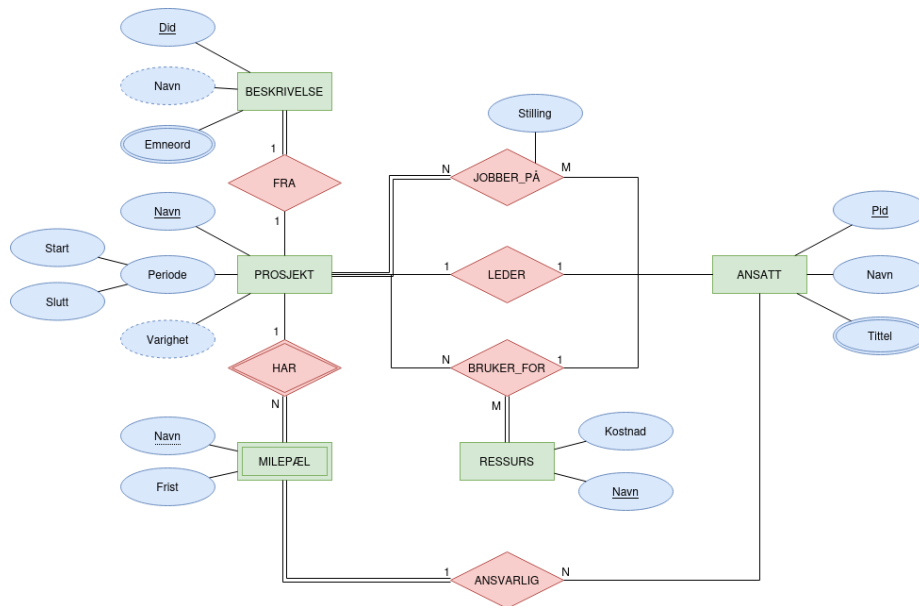 Did
Navn
BESKRIVELSE
Emneord
1
FRA
1
Stilling
N
JOBBER_PÅ
M
Navn
Start
Periode
Slutt
PROSJEKT
Varighet
1
LEDER
1
ANSATT
Pid
Navn
Tittel
1
HAR
N
N
BRUKER_FOR
1
M
Navn
MILEPÆL
Frist
RESSURS
Kostnad
Navn
1
ANSVARLIG
N